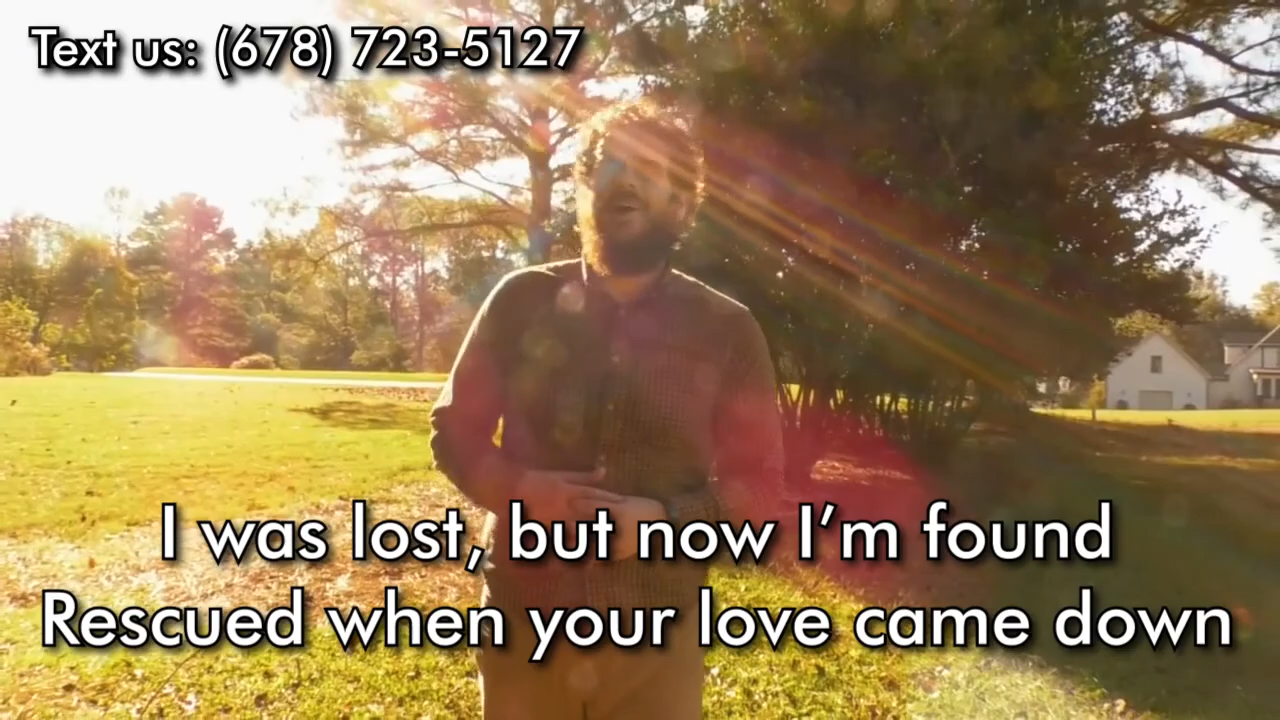 Text us: (678) 723-5127
I was lost, but now I’m found
Rescued when your love came down